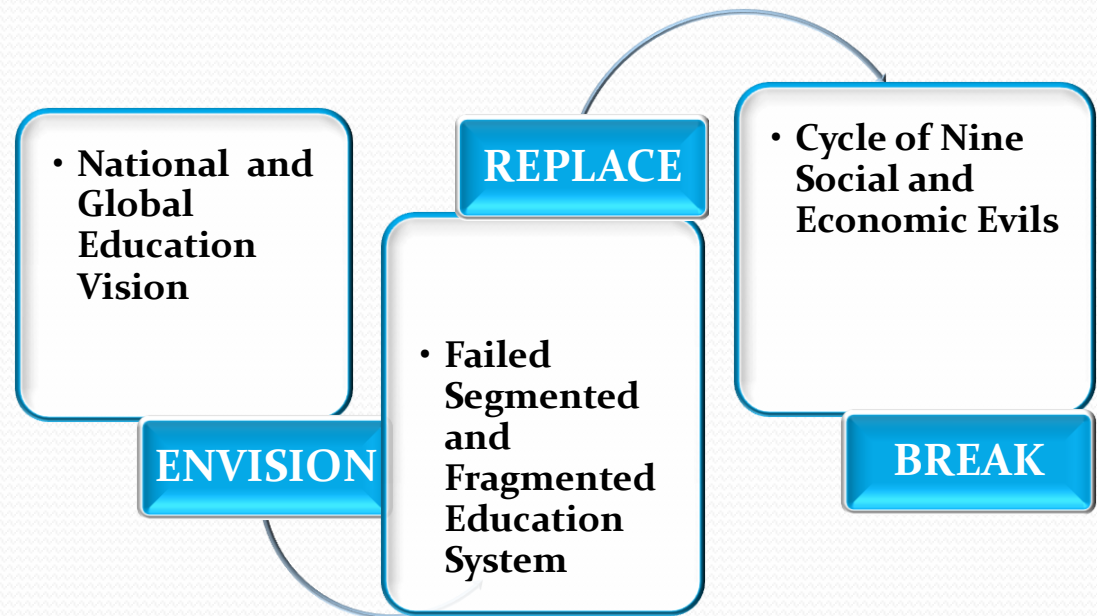 • National and
Global
Education
Vision
ENVISION
REPLACE
• Failed
Segmented
and
Fragmented
Education
System
• Cycle of Nine
Social and
Economic Evils
BREAK